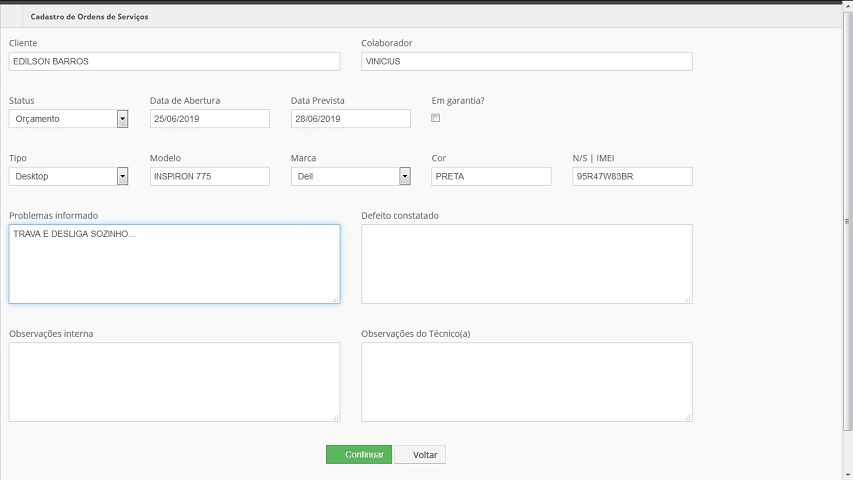 Cadastro de Ordens de Serviços
Cliente Colaborador
EDILSON BARROS VINICIUS
Status Data de Abertura Data Prevista Em garantia?
Orçamento 25/06/2019 28/06/2019
Tipo Modelo Marca Cor N/S | IMEI
Desktop INSPIRON 775 Dell PRETA 95R47W83BR
Problemas informado Defeito constatado
TRAVA E DESLIGA SOZINHO...
Observações interna Observações do Técnico(a)
Continuar Voltar